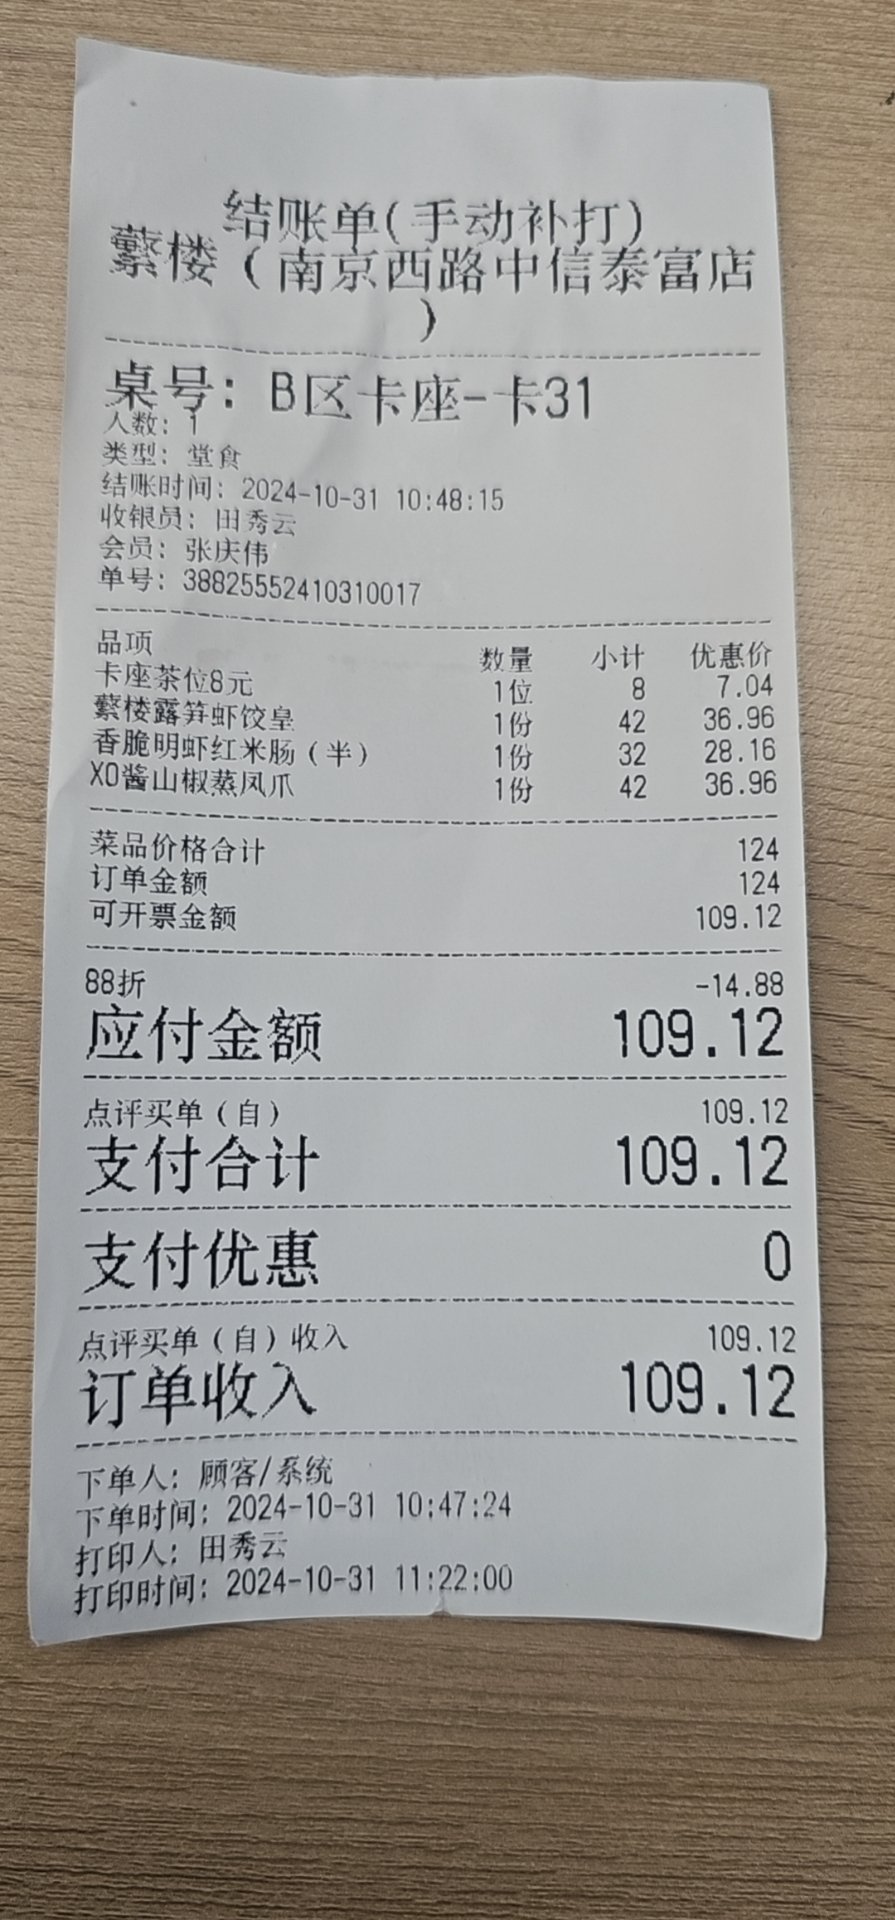 结账单(手动补打)
蘩楼（南京西路中信泰富店
）
桌号：B区卡座-卡31
人数：1
类型：堂食
结账时间：2024-10-31 10:48:15
收银员：田秀云
会员：张庆伟
单号：38825552410310017
品项 数量 小计 优惠价
卡座茶位8元 1位 8 7.04
蘩楼露笋虾饺皇 1份 42 36.96
香脆明虾红米肠（半） 1份 32 28.16
XO酱山椒蒸凤爪 1份 42 36.96
菜品价格合计 124
订单金额 124
可开票金额 109.12
88折 -14.88
应付金额 109.12
点评买单（自） 109.12
支付合计 109.12
支付优惠 0
点评买单（自）收入 109.12
订单收入 109.12
下单人：顾客/系统
下单时间：2024-10-31 10:47:24
打印人：田秀云
打印时间：2024-10-31 11:22:00